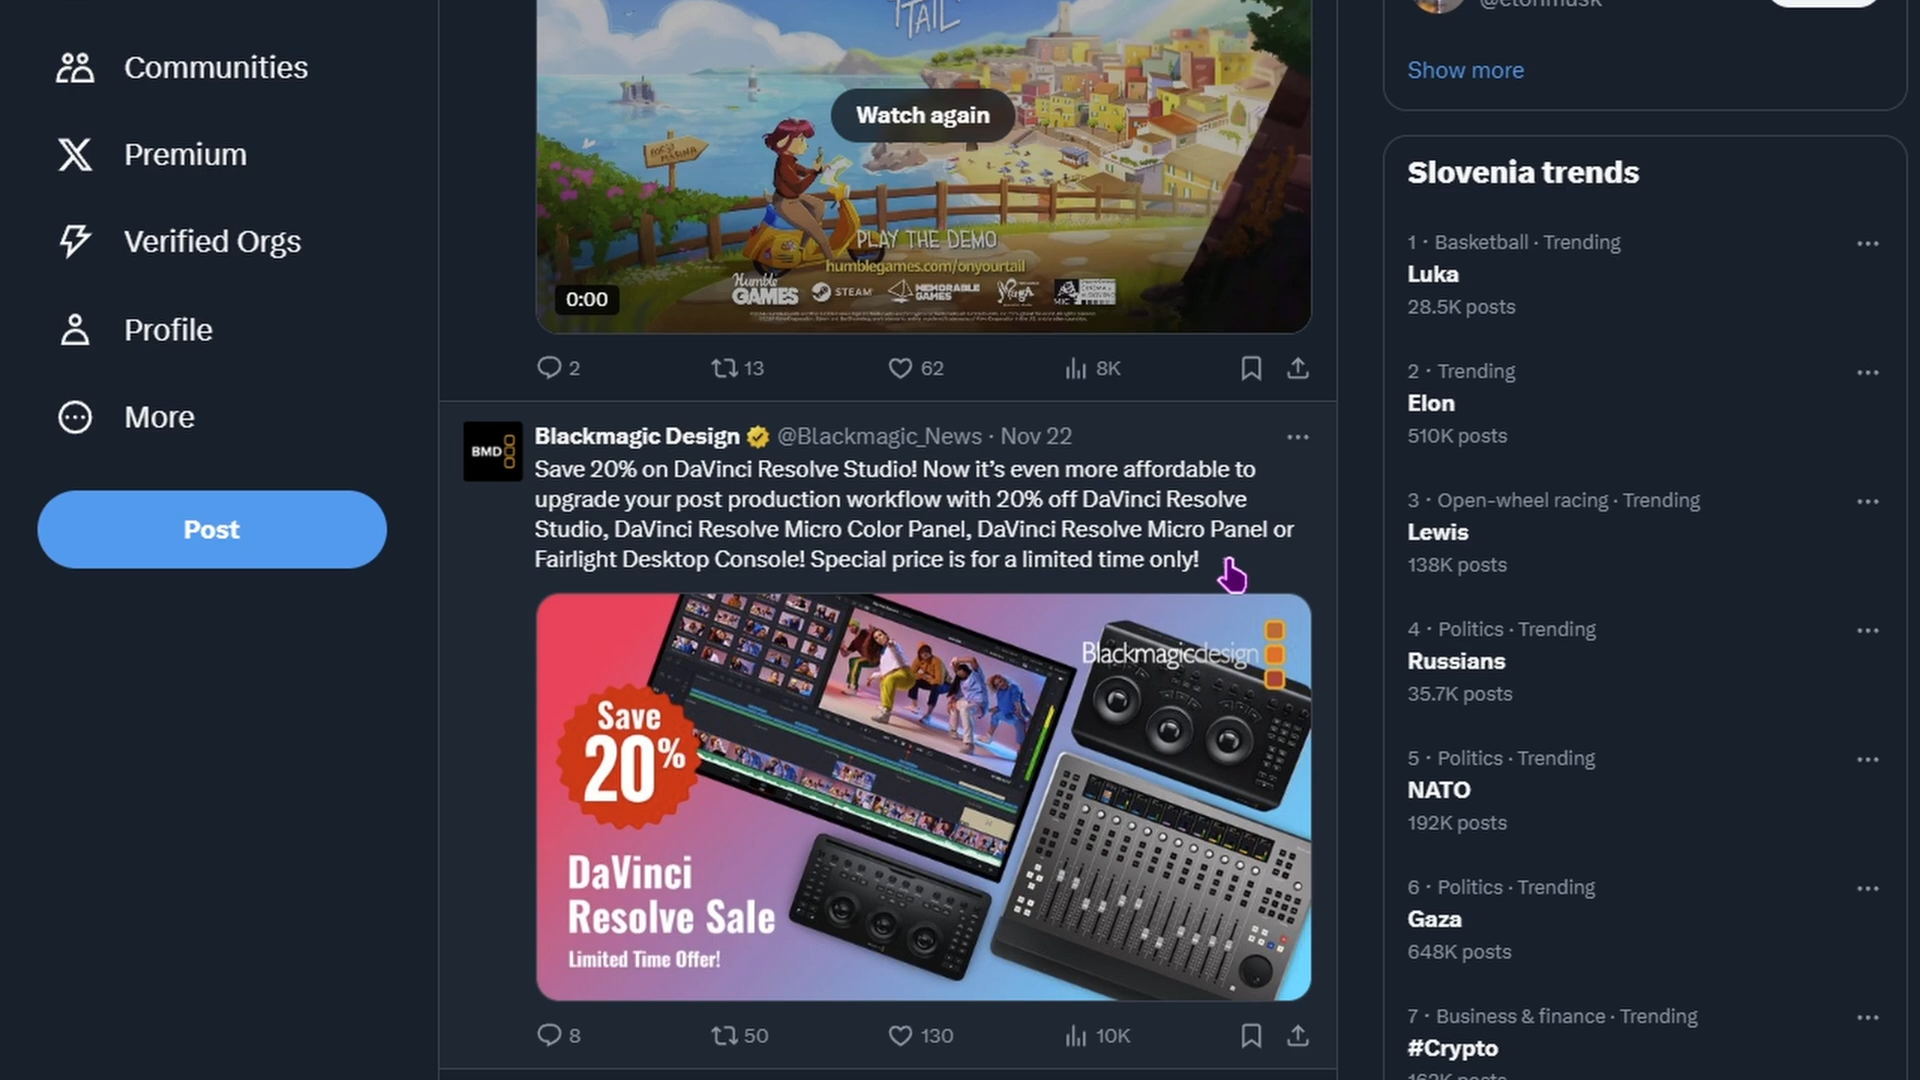 Communities
Premium
Verified Orgs
Profile
More
Post
TAIL
Watch again
PLAY THE DEMO
humblegames.com/onyourtail
Humble
GAMES
STEAM
MEMORABLE
GAMES
0:00
2
13
62
8K
BMD
Blackmagic Design @Blackmagic_News · Nov 22
Save 20% on DaVinci Resolve Studio! Now it’s even more affordable to
upgrade your post production workflow with 20% off DaVinci Resolve
Studio, DaVinci Resolve Micro Color Panel, DaVinci Resolve Micro Panel or
Fairlight Desktop Console! Special price is for a limited time only!
Blackmagicdesign
Save
20%
DaVinci
Resolve Sale
Limited Time Offer!
8
50
130
10K
@elonmusk
Show more
Slovenia trends
1 · Basketball · Trending
Luka
28.5K posts
2 · Trending
Elon
510K posts
3 · Open-wheel racing · Trending
Lewis
138K posts
4 · Politics · Trending
Russians
35.7K posts
5 · Politics · Trending
NATO
192K posts
6 · Politics · Trending
Gaza
648K posts
7 · Business & finance · Trending
#Crypto